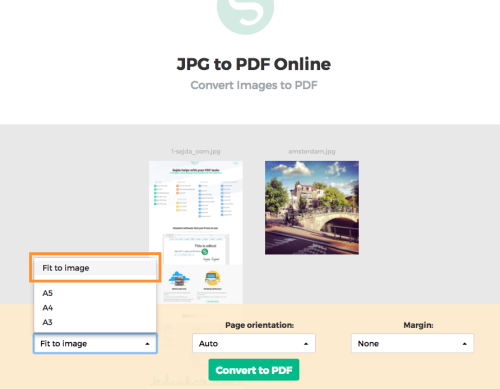 JPG to PDF Online
Convert Images to PDF
1-sejda_com.jpg
amsterdam.jpg
Fit to image
A5
A4
A3
Page orientation:
Margin:
Fit to image
Auto
None
Convert to PDF